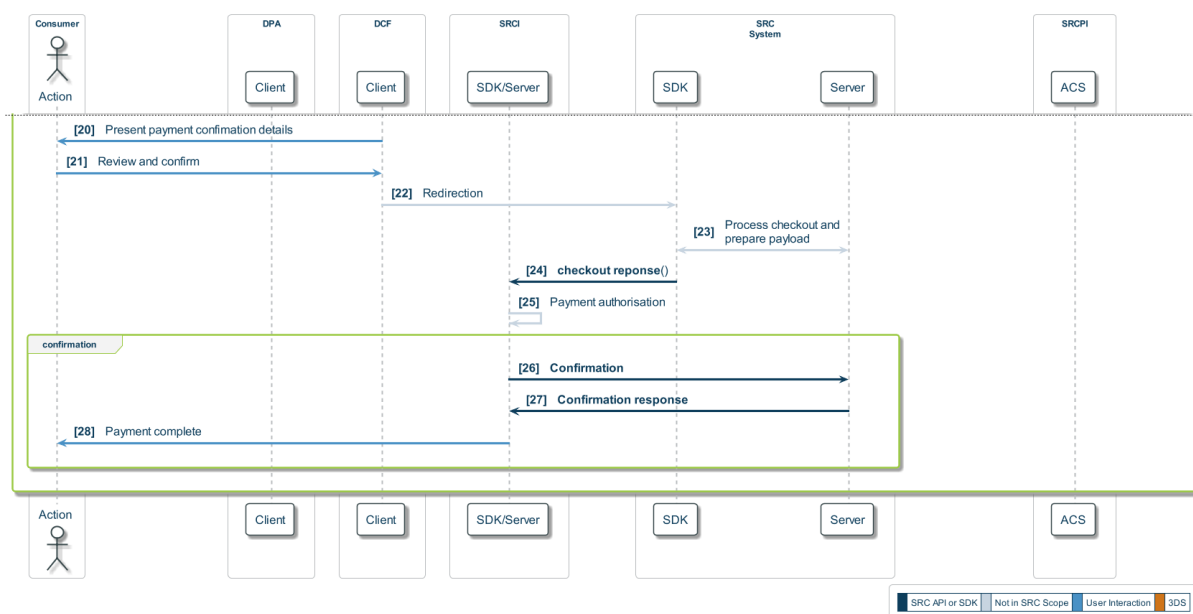 Consumer
DPA
DCF
SRCI
SRC
System
SRCPI
Action
Client
Client
SDK/Server
SDK
Server
ACS
[20] Present payment confimation details
[21] Review and confirm
[22] Redirection
[23] Process checkout and
prepare payload
[24] checkout reponse()
[25] Payment authorisation
confirmation
[26] Confirmation
[27] Confirmation response
[28] Payment complete
Action
Client
Client
SDK/Server
SDK
Server
ACS
SRC API or SDK
Not in SRC Scope
User Interaction
3DS